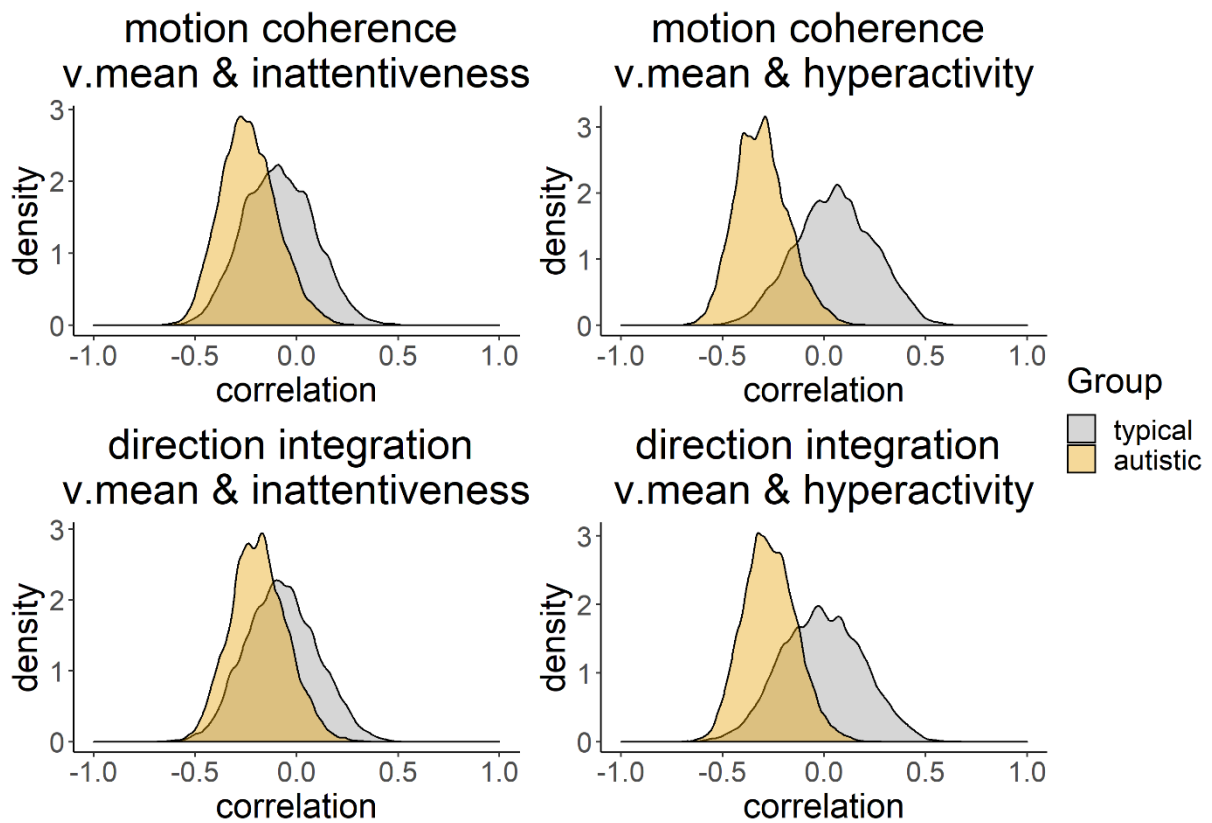 motion coherence
v.mean & inattentiveness
3
2
1
0
density
-1.0 -0.5 0.0 0.5 1.0
correlation
motion coherence
v.mean & hyperactivity
3
2
1
0
density
-1.0 -0.5 0.0 0.5 1.0
correlation
direction integration
v.mean & inattentiveness
3
2
1
0
density
-1.0 -0.5 0.0 0.5 1.0
correlation
direction integration
v.mean & hyperactivity
3
2
1
0
density
-1.0 -0.5 0.0 0.5 1.0
correlation
Group
typical
autistic